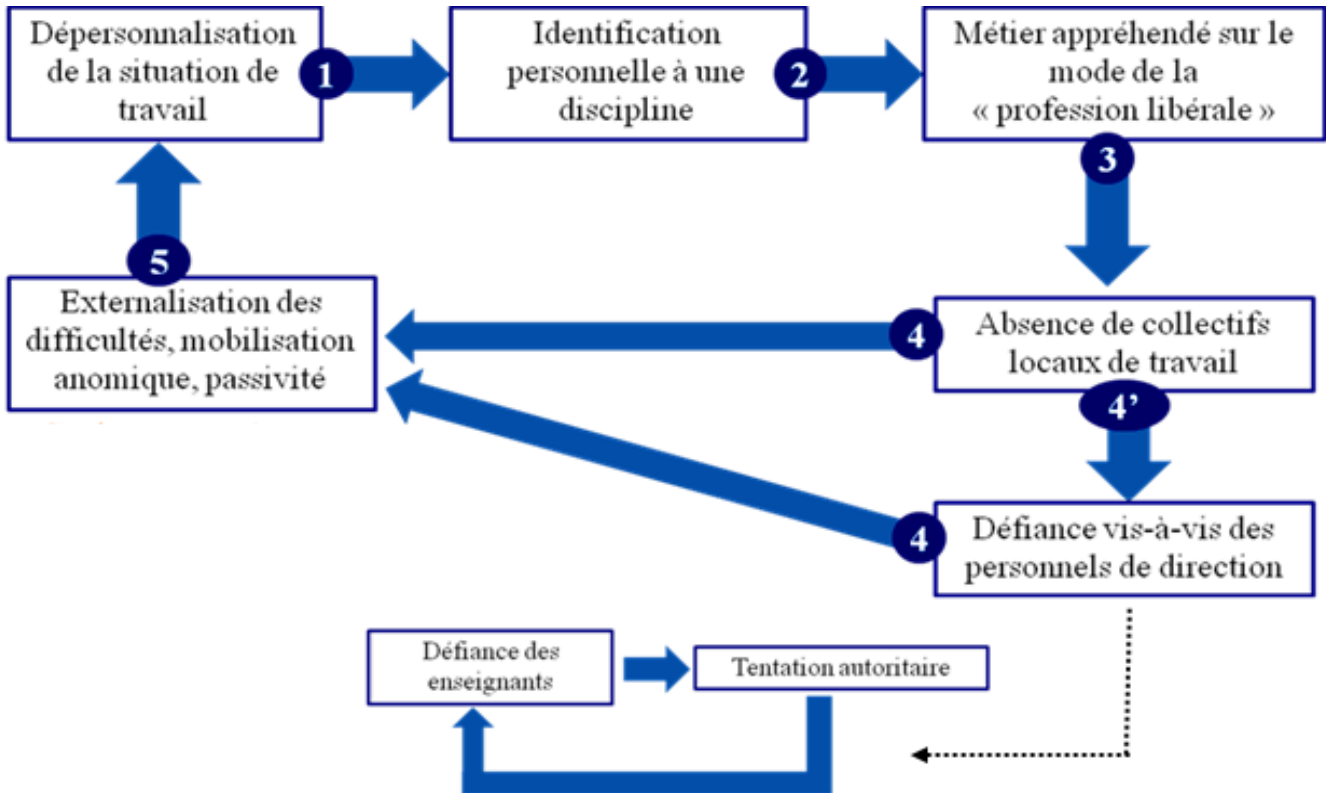 Dépersonnalisation
de la situation de
travail
1
Identification
personnelle à une
discipline
2
Métier appréhendé sur le
mode de la
« profession libérale »
3
5
Externalisation des
difficultés, mobilisation
anomique, passivité
4
Absence de collectifs
locaux de travail
4’
4
Défiance vis-à-vis des
personnels de direction
Défiance des
enseignants
Tentation autoritaire